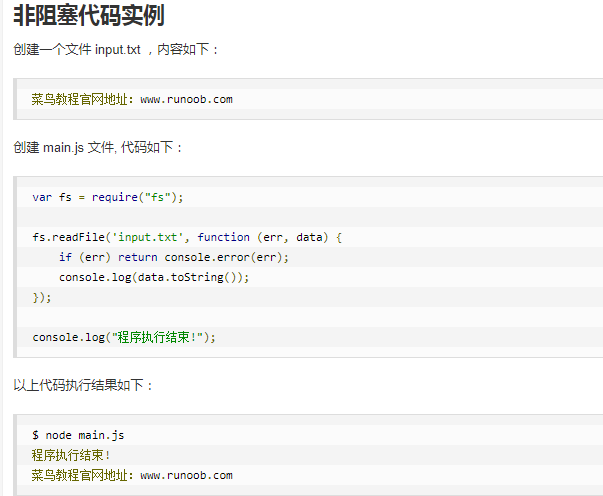 非阻塞代码实例
创建一个文件 input.txt ，内容如下：
菜鸟教程官网地址：www.runoob.com
创建 main.js 文件, 代码如下：
var fs = require("fs");
fs.readFile('input.txt', function (err, data) {
    if (err) return console.error(err);
    console.log(data.toString());
});
console.log("程序执行结束!");
以上代码执行结果如下：
$ node main.js
程序执行结束!
菜鸟教程官网地址：www.runoob.com